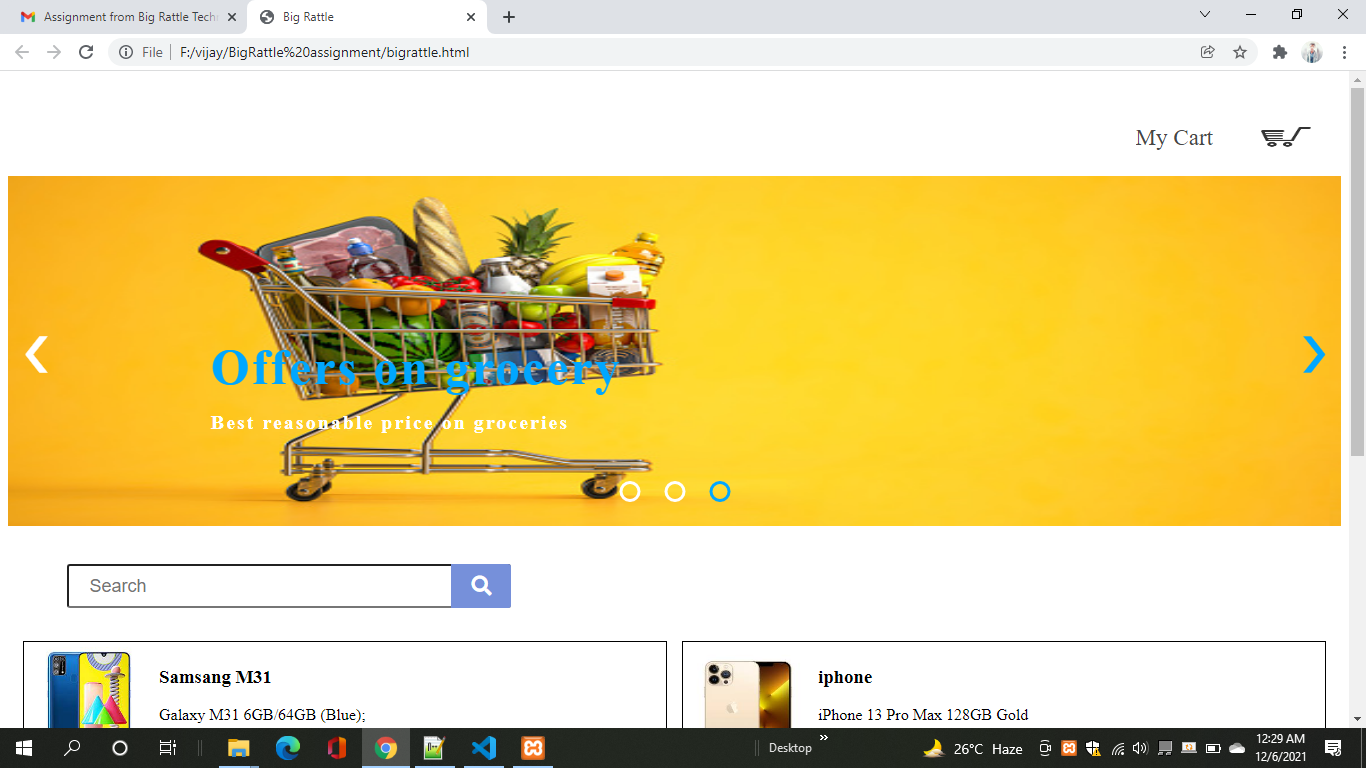 Assignment from Big Rattle Techn
Big Rattle
File
F:/vijay/BigRattle%20assignment/bigrattle.html
My Cart
Offers on grocery
Best reasonable price on groceries
Search
Samsang M31
Galaxy M31 6GB/64GB (Blue);
iphone
iPhone 13 Pro Max 128GB Gold
Desktop
26°C Haze
12:29 AM
12/6/2021